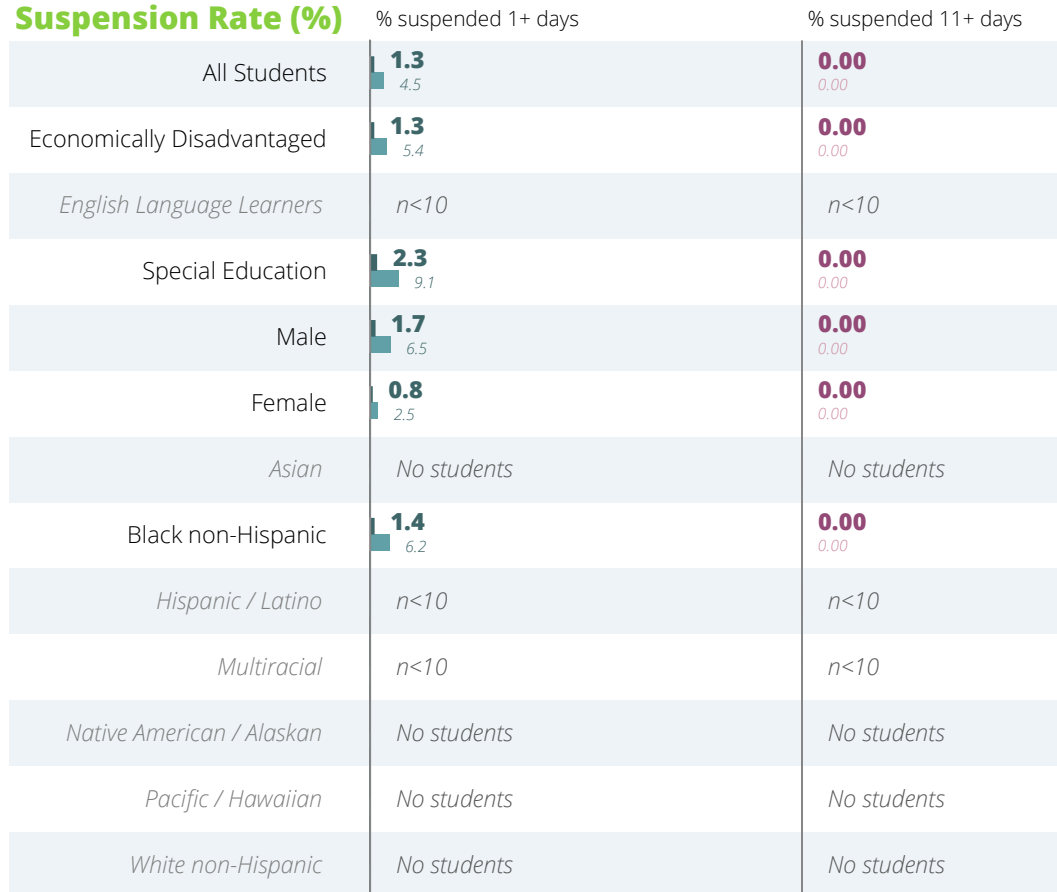 Suspension Rate (%) % suspended 1+ days % suspended 11+ days
All Students 1.3 0.00
4.5 0.00
Economically Disadvantaged 1.3 0.00
5.4 0.00
English Language Learners n<10 n<10
Special Education 2.3 0.00
9.1 0.00
Male 1.7 0.00
6.5 0.00
Female 0.8 0.00
2.5 0.00
Asian No students No students
Black non-Hispanic 1.4 0.00
6.2 0.00
Hispanic / Latino n<10 n<10
Multiracial n<10 n<10
Native American / Alaskan No students No students
Pacific / Hawaiian No students No students
White non-Hispanic No students No students